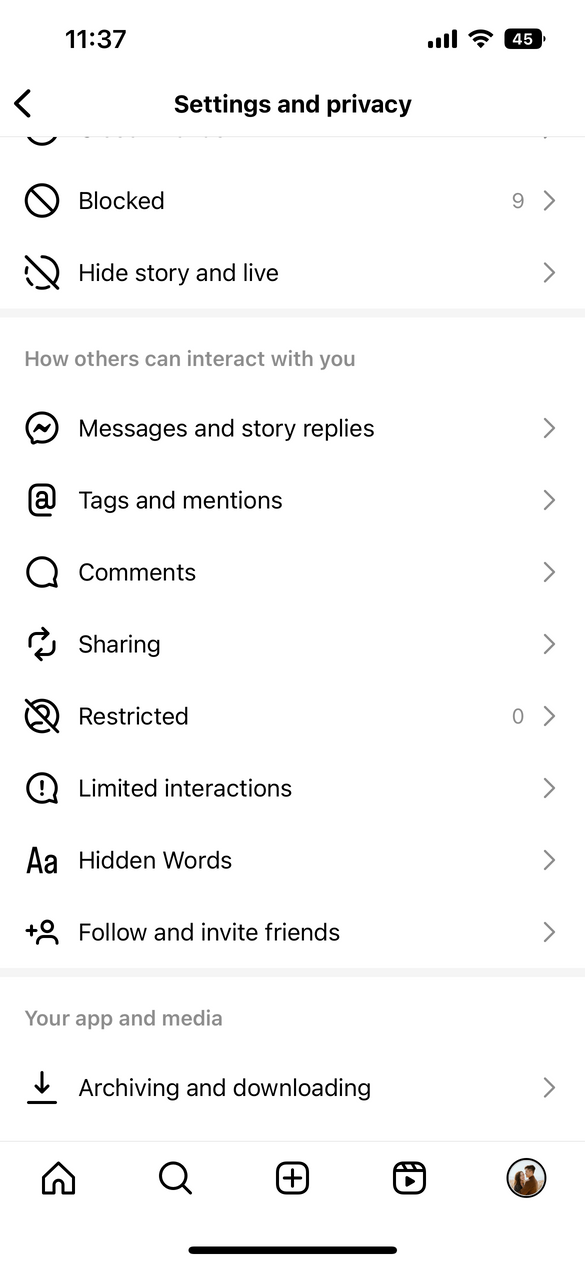 11:37
45
Settings and privacy
Blocked
9
Hide story and live
How others can interact with you
Messages and story replies
@ Tags and mentions
Comments
Sharing
Restricted
0
Limited interactions
Aa Hidden Words
Follow and invite friends
Your app and media
Archiving and downloading